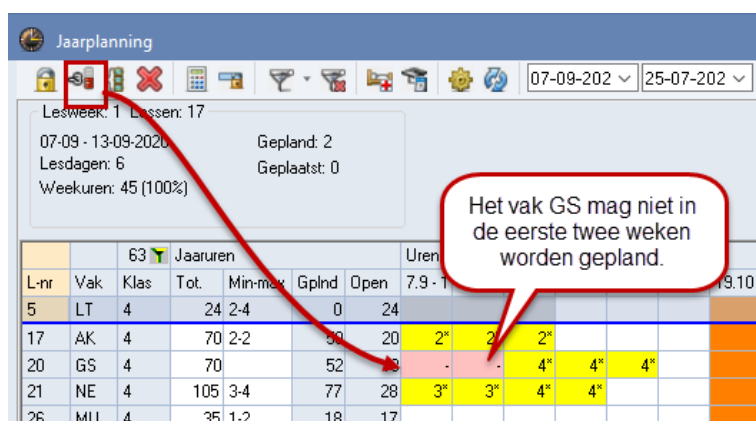 Jaarplanning
07-09-202 25-07-202
Lesweek: 1 Lessen: 17
07-09 - 13-09-2020 Gepland: 2
Lesdagen: 6 Geplaatst: 0
Weekuren: 45 (100%)
Het vak GS mag niet in
de eerste twee weken
worden gepland.
63 Jaaruren Uren
L-nr Vak Klas Tot. Min-max Gplnd Open 7.9 - 1 19.10
5 LT 4 24 2-4 0 24
17 AK 4 70 2-2 20 2* 2* 2*
20 GS 4 70 52 - - 4* 4* 4*
21 NE 4 105 3-4 77 28 3* 3* 4* 4*
26 MU 4 35 1-2 18 17